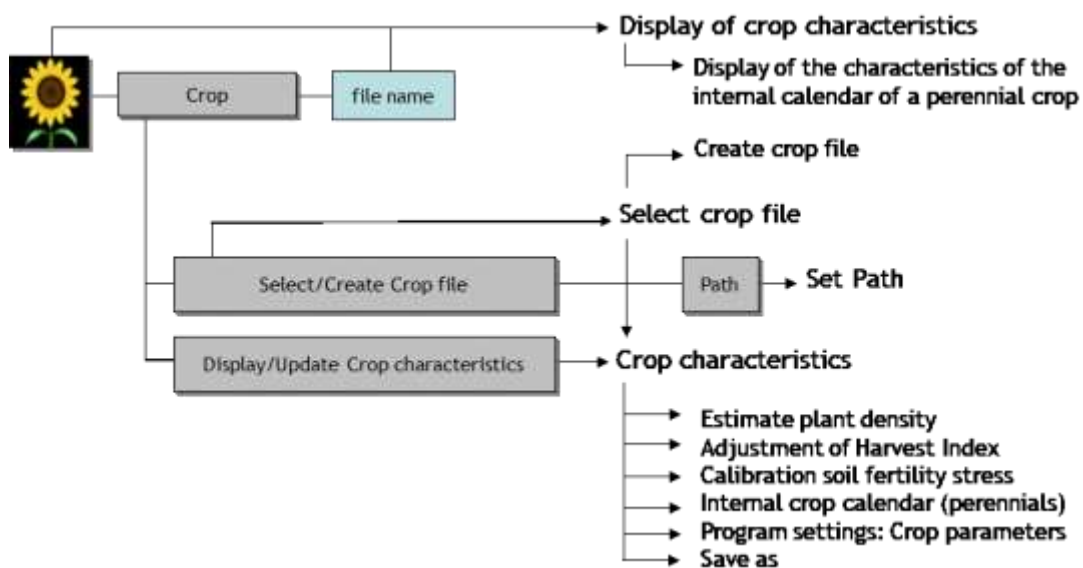 Display of crop characteristics
Display of the characteristics of the
internal calendar of a perennial crop
Crop
file name
Create crop file
Select crop file
Select/Create Crop file
Path
Set Path
Display/Update Crop characteristics
Crop characteristics
Estimate plant density
Adjustment of Harvest Index
Calibration soil fertility stress
Internal crop calendar (perennials)
Program settings: Crop parameters
Save as